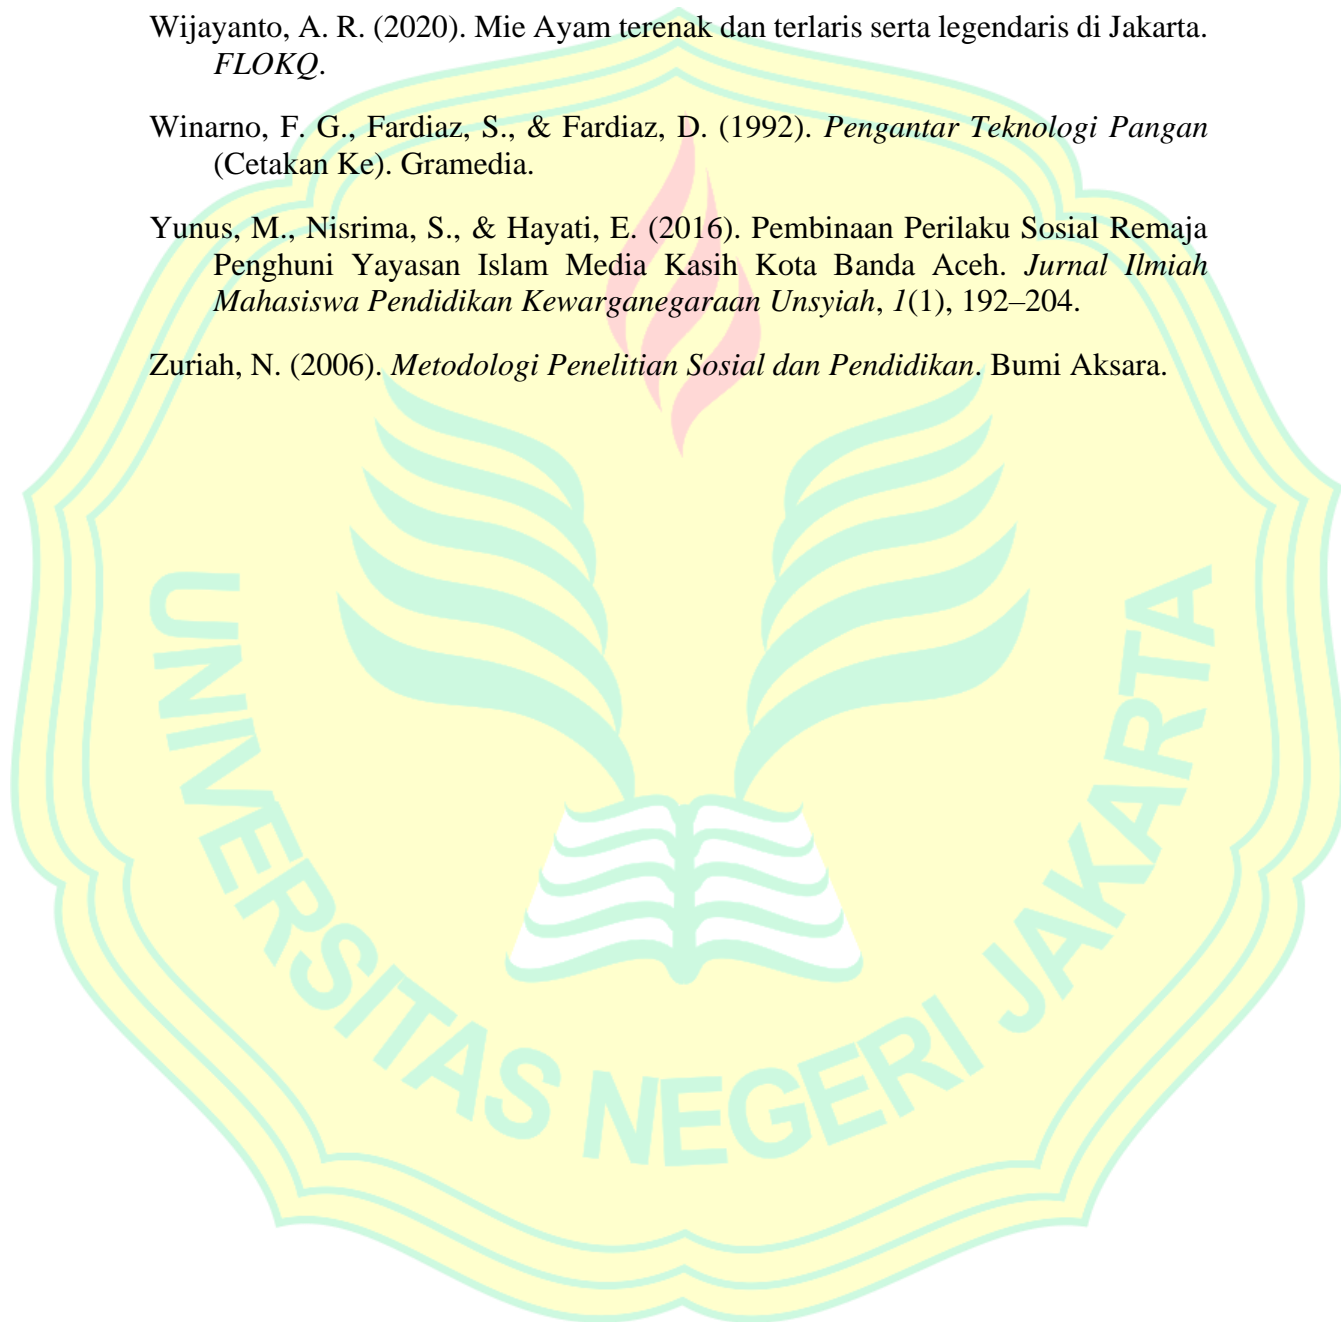 Wijayanto, A. R. (2020). Mie Ayam terenak dan terlaris serta legendaris di Jakarta.
FLOKQ.
Winarno, F. G., Fardiaz, S., & Fardiaz, D. (1992). Pengantar Teknologi Pangan
(Cetakan Ke). Gramedia.
Yunus, M., Nisrima, S., & Hayati, E. (2016). Pembinaan Perilaku Sosial Remaja
Penghuni Yayasan Islam Media Kasih Kota Banda Aceh. Jurnal Ilmiah
Mahasiswa Pendidikan Kewarganegaraan Unsyiah, 1(1), 192–204.
Zuriah, N. (2006). Metodologi Penelitian Sosial dan Pendidikan. Bumi Aksara.
UNIVERSITAS NEGERI JAKARTA